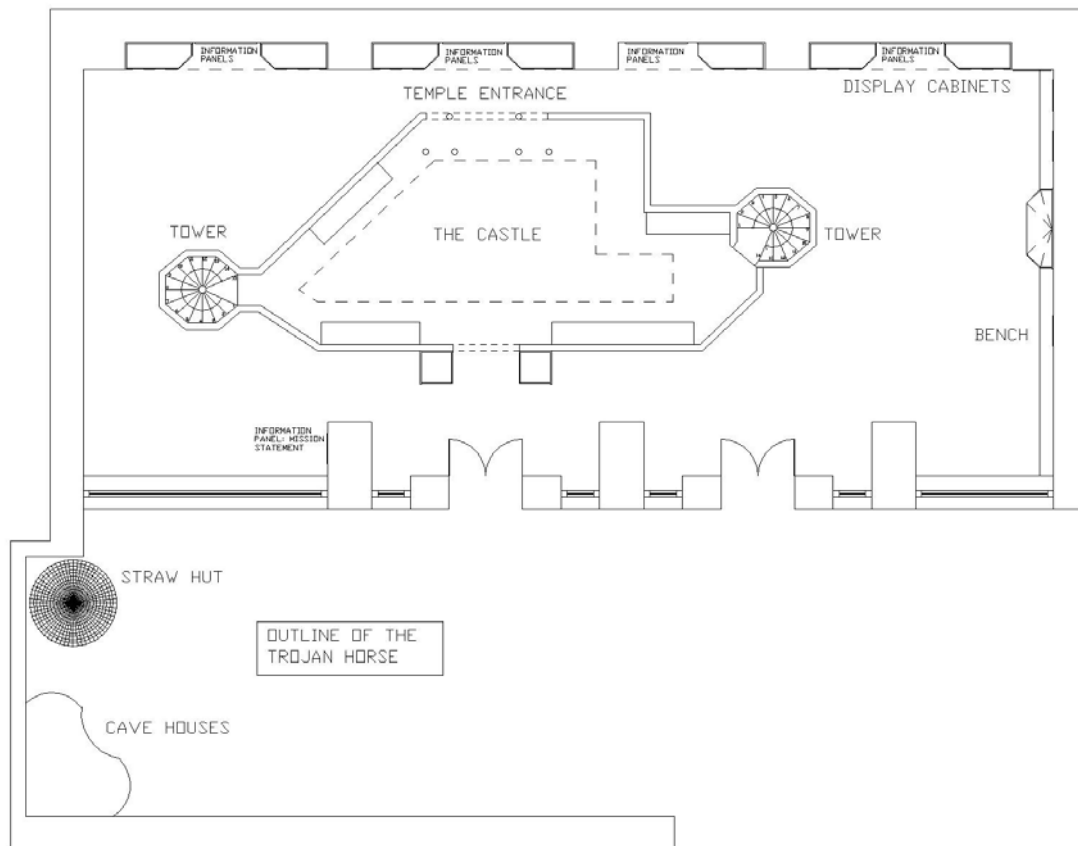 INFORMATION
PANELS
INFORMATION
PANELS
INFORMATION
PANELS
INFORMATION
PANELS
TEMPLE ENTRANCE
DISPLAY CABINETS
TOWER
THE CASTLE
TOWER
BENCH
INFORMATION
PANEL: MISSION
STATEMENT
STRAW HUT
OUTLINE OF THE
TROJAN HORSE
CAVE HOUSES